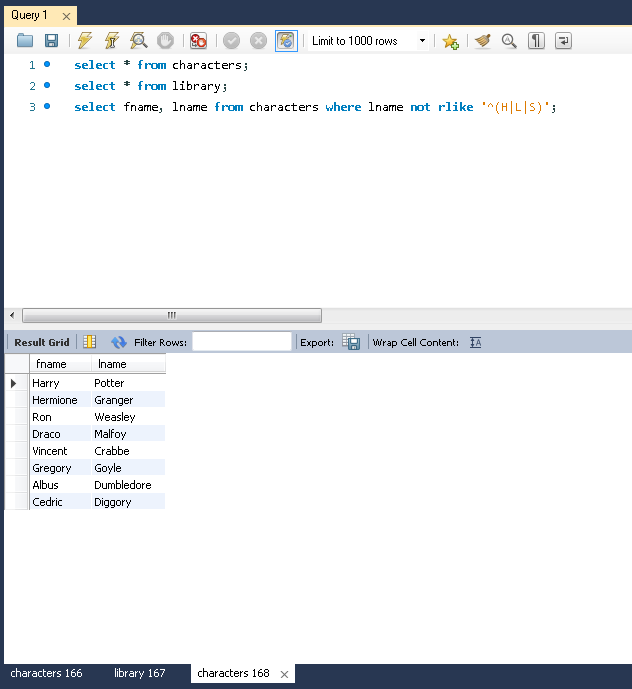 Query 1
Limit to 1000 rows
1 select * from characters;
2 select * from library;
3 select fname, lname from characters where lname not rlike '^(H|L|S)';
Result Grid Filter Rows: Export: Wrap Cell Content:
fname lname
Harry Potter
Hermione Granger
Ron Weasley
Draco Malfoy
Vincent Crabbe
Gregory Goyle
Albus Dumbledore
Cedric Diggory
characters 166 library 167 characters 168